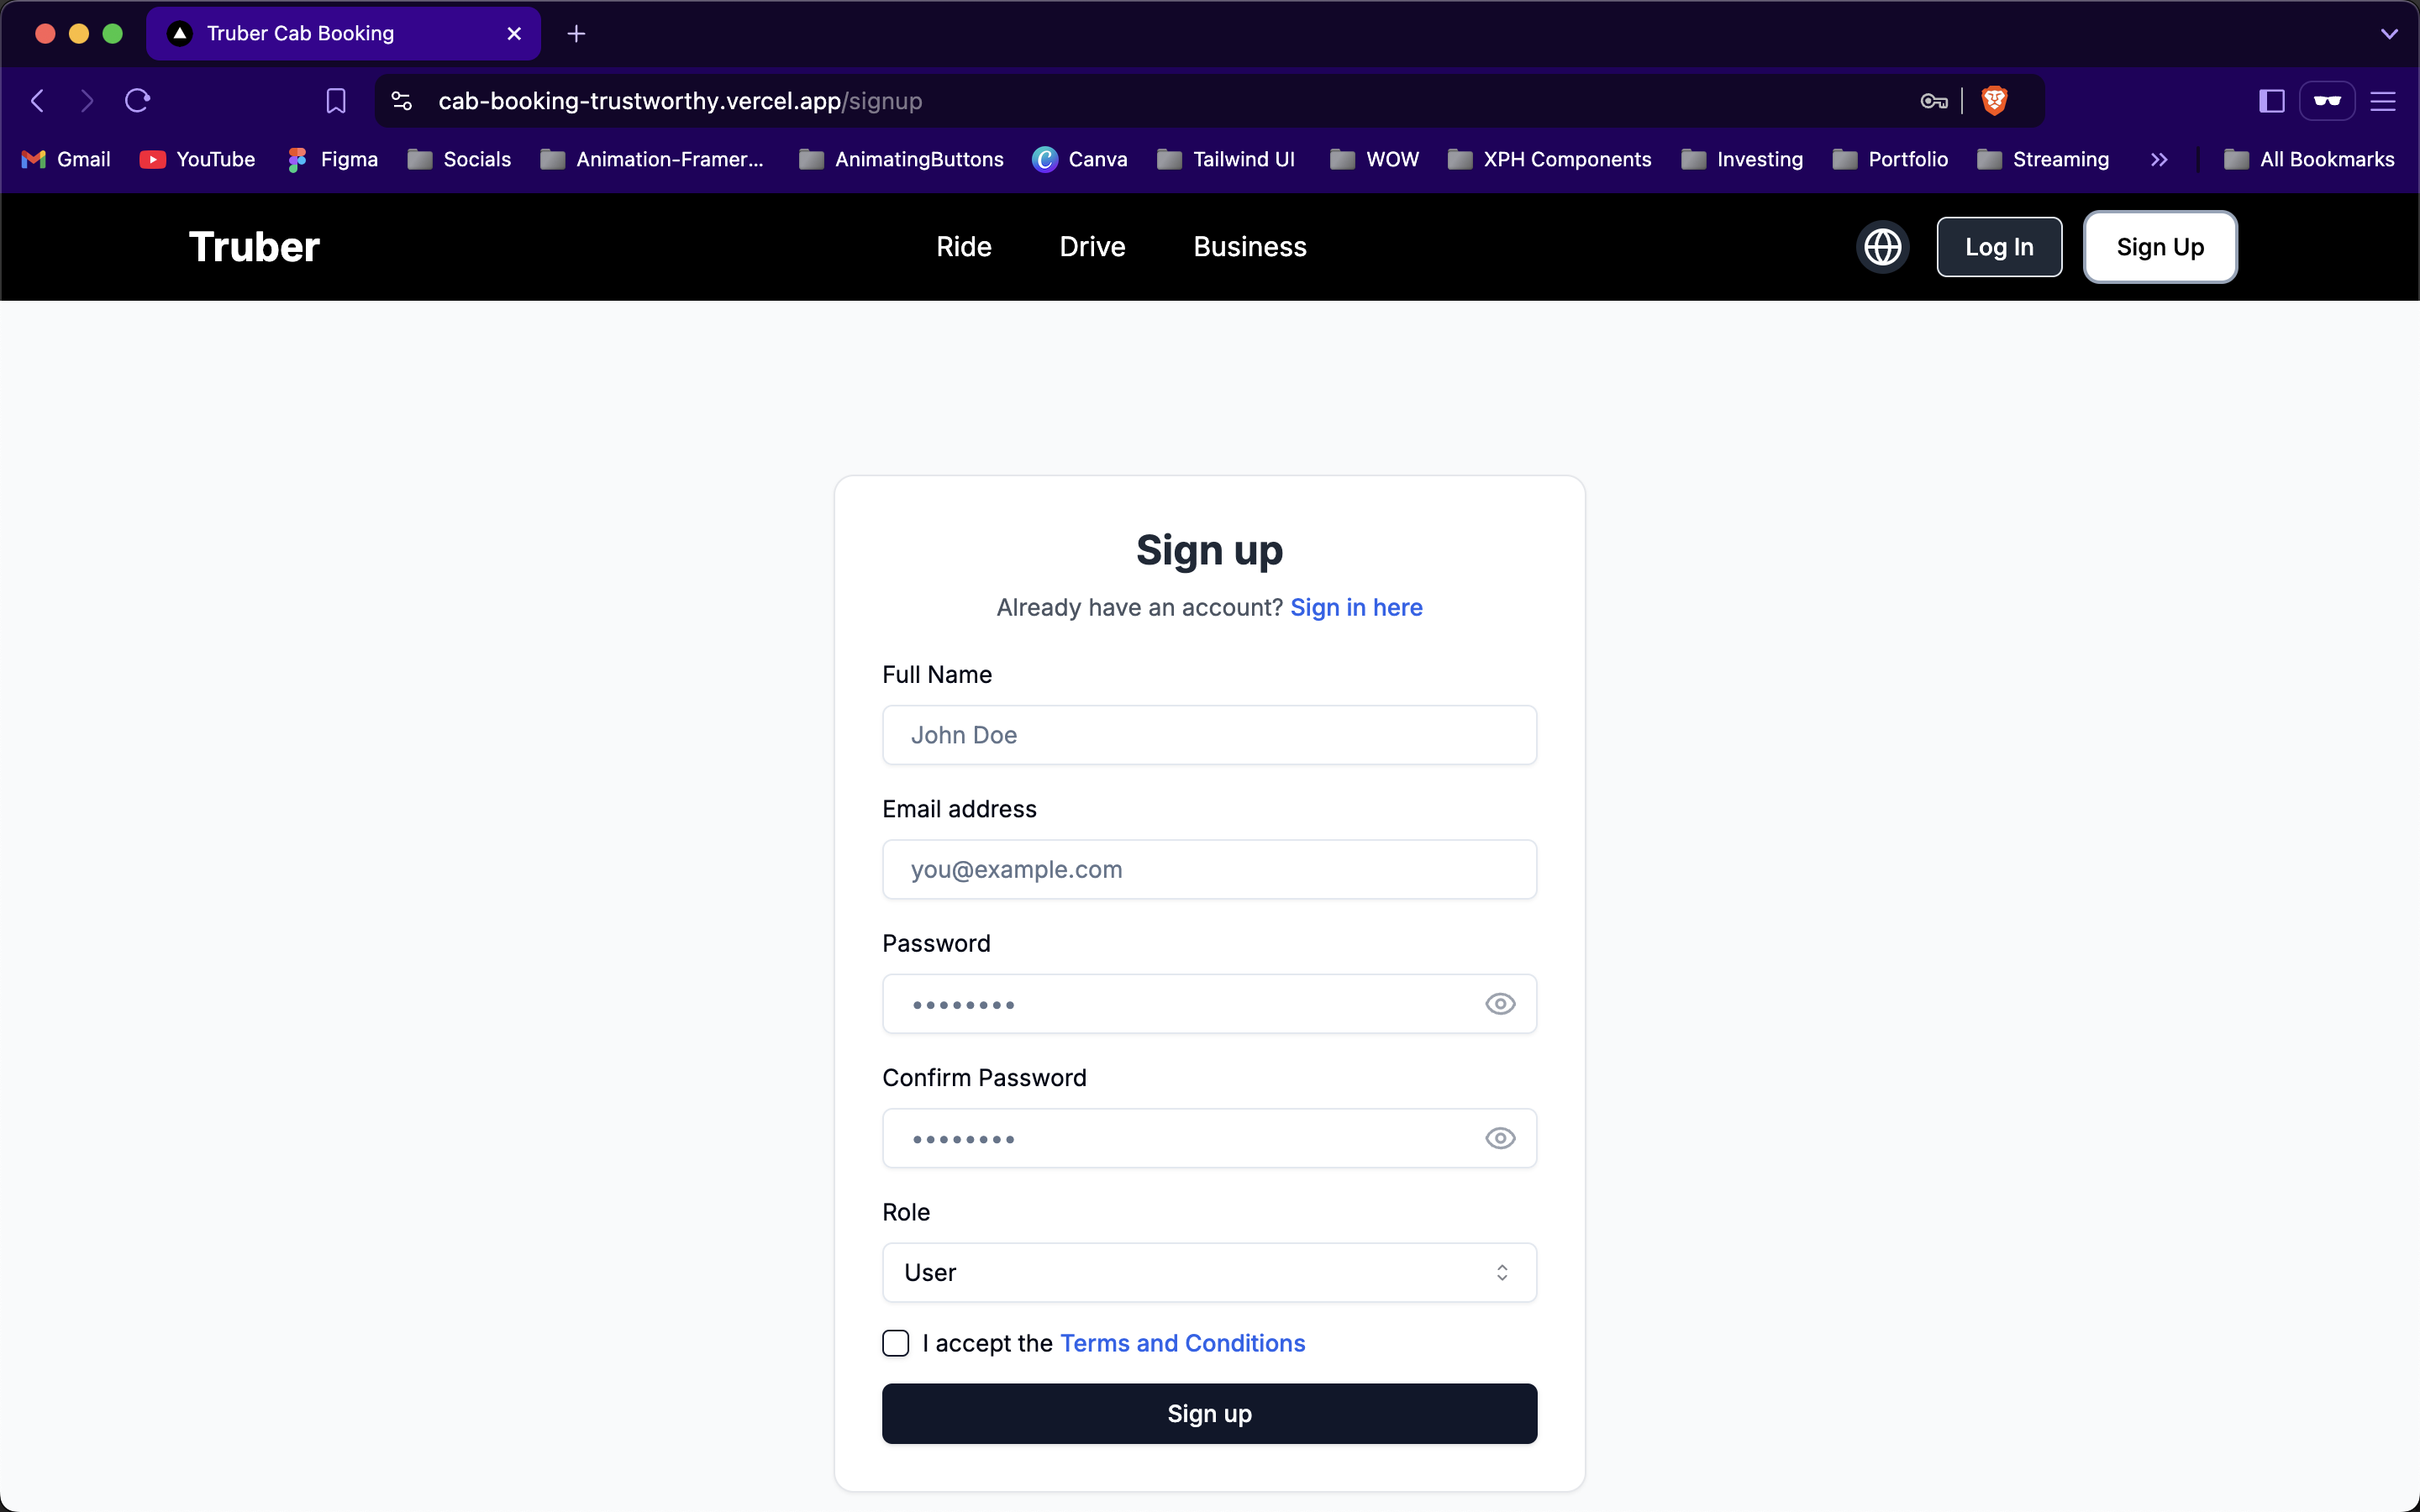 Truber Cab Booking
cab-booking-trustworthy.vercel.app/signup
Gmail YouTube Figma Socials Animation-Framer... AnimatingButtons Canva Tailwind UI WOW XPH Components Investing Portfolio Streaming » All Bookmarks
Truber Ride Drive Business Log In Sign Up
Sign up
Already have an account? Sign in here
Full Name
John Doe
Email address
you@example.com
Password
••••••••
Confirm Password
••••••••
Role
User
I accept the Terms and Conditions
Sign up